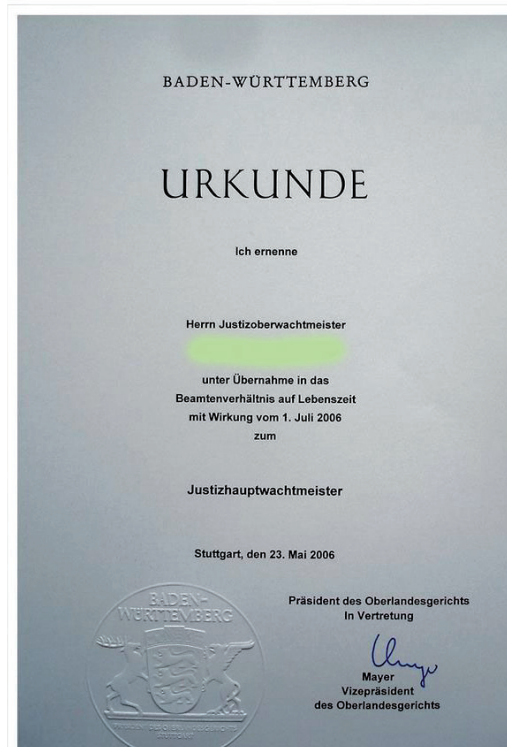 BADEN-WÜRTTEMBERG
URKUNDE
Ich ernenne
Herrn Justizoberwachtmeister
unter Übernahme in das
Beamtenverhältnis auf Lebenszeit
mit Wirkung vom 1. Juli 2006
zum
Justizhauptwachtmeister
Stuttgart, den 23. Mai 2006
BADEN-
WÜRTTEMBERG
STUTTGART
Präsident des Oberlandesgerichts
In Vertretung
Mayer
Vizepräsident
des Oberlandesgerichts